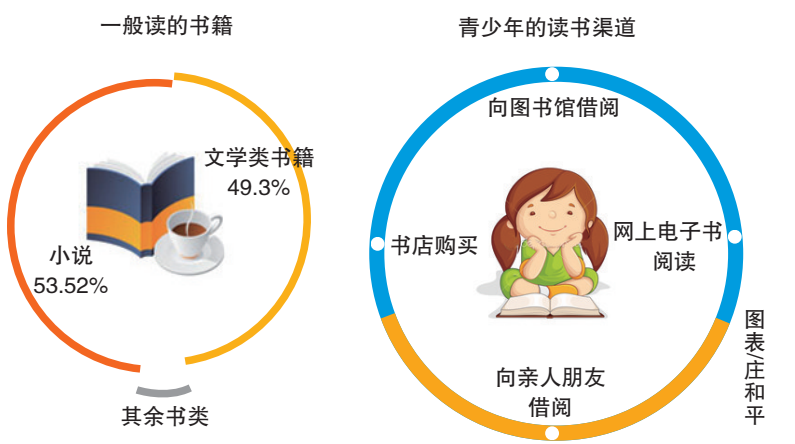 一般读的书籍
文学类书籍
49.3%
小说
53.52%
其余书类
青少年的读书渠道
向图书馆借阅
书店购买
网上电子书
阅读
向亲人朋友
借阅
图表/庄和平